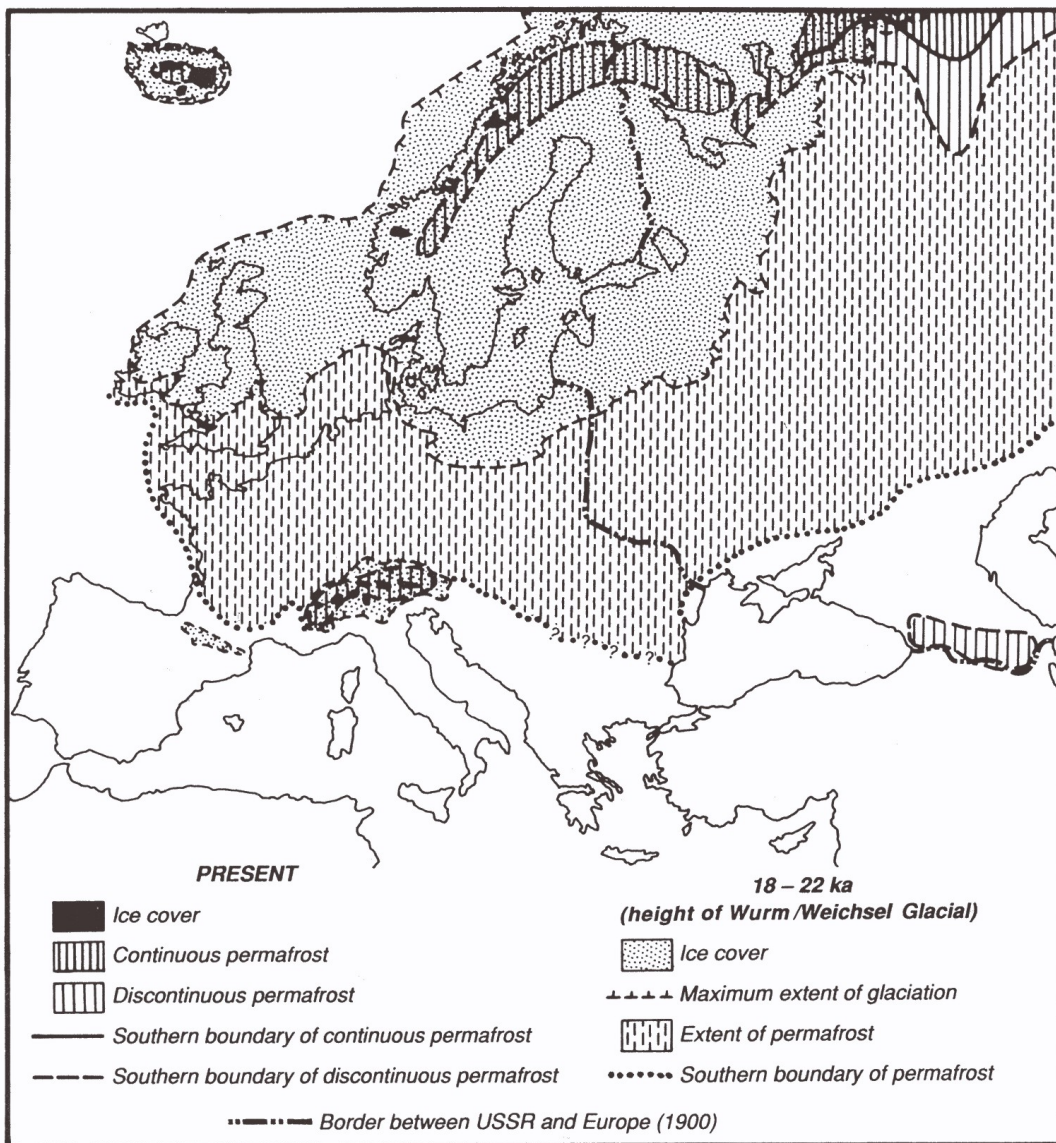 ? ? ? ?
PRESENT
Ice cover
Continuous permafrost
Discontinuous permafrost
Southern boundary of continuous permafrost
Southern boundary of discontinuous permafrost
18 – 22 ka
(height of Wurm/Weichsel Glacial)
Ice cover
Maximum extent of glaciation
Extent of permafrost
Southern boundary of permafrost
Border between USSR and Europe (1900)